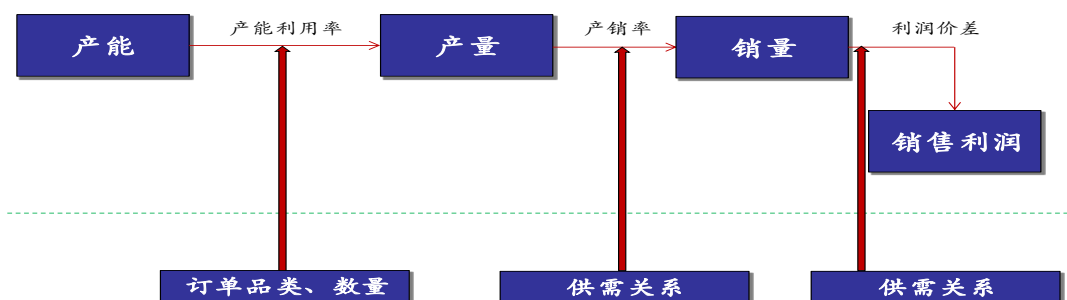 产能
产能利用率
产量
产销率
销量
利润价差
销售利润
订单品类、数量
供需关系
供需关系